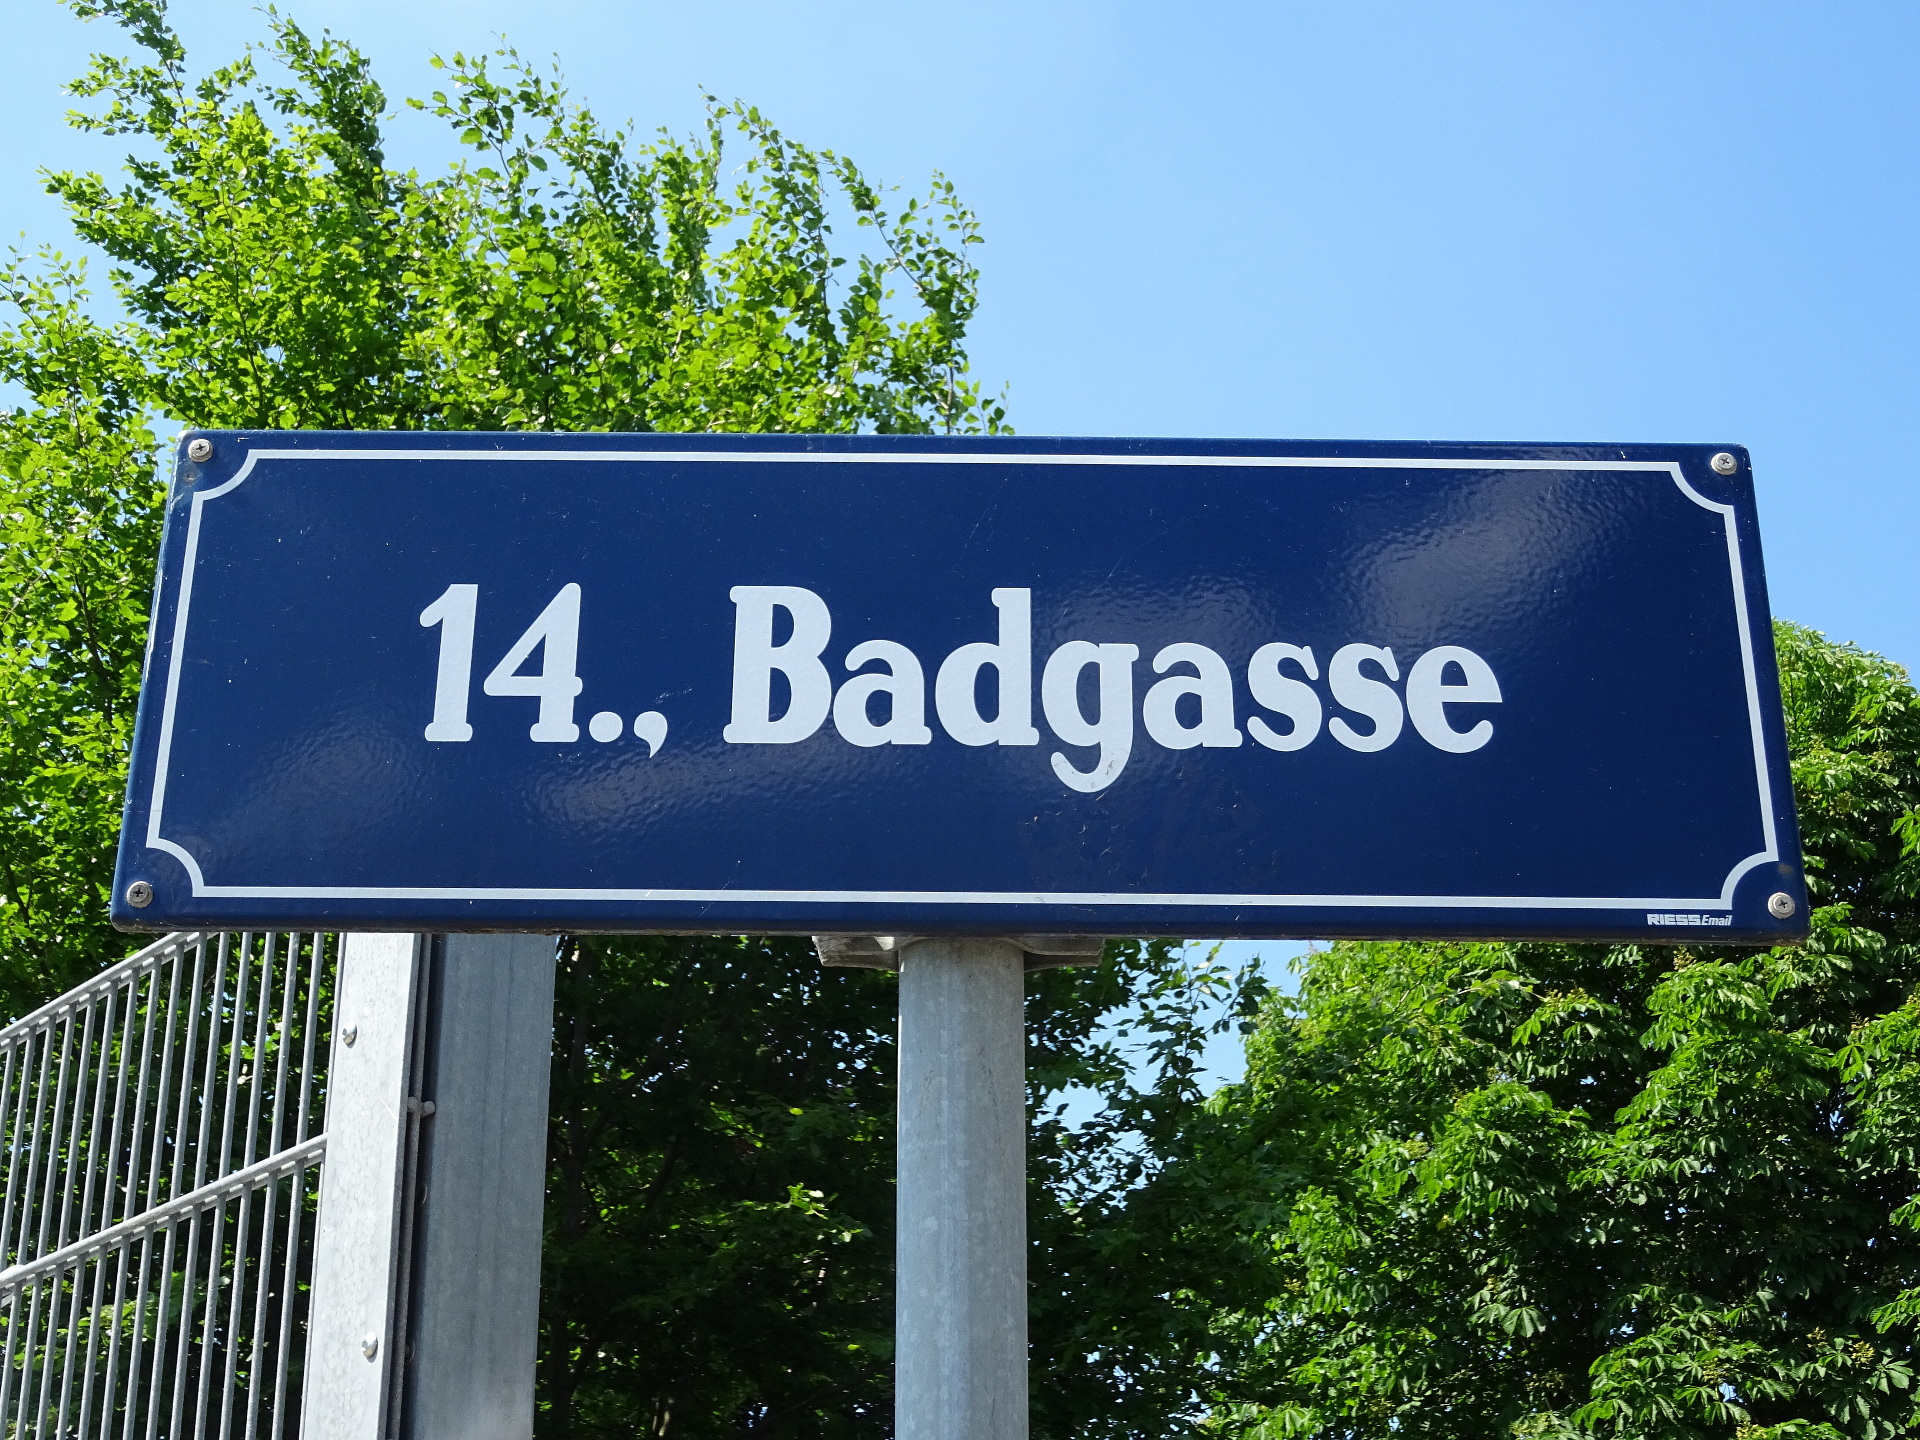 14., Badgasse
RIESS Email